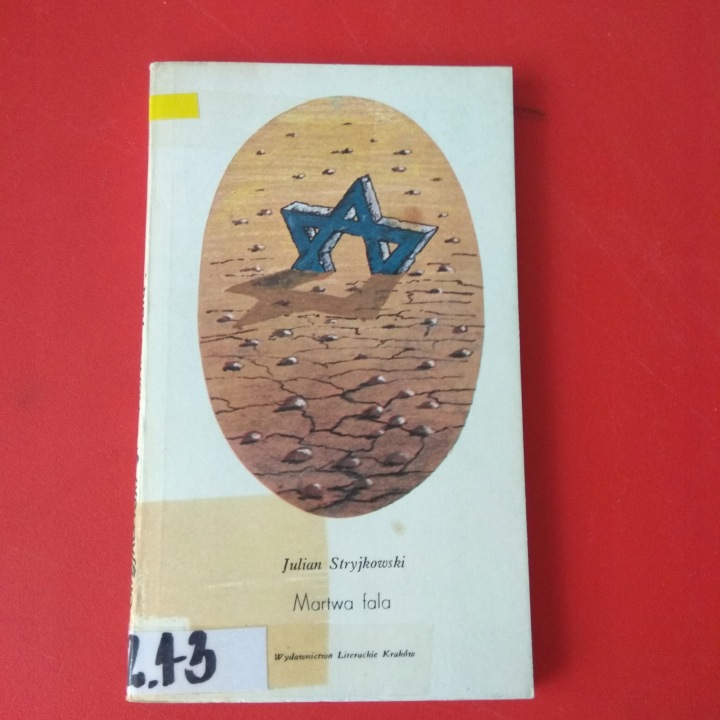 Julian Stryjkowski
Martwa fala
Wydawnictwo Literackie Kraków
2.13